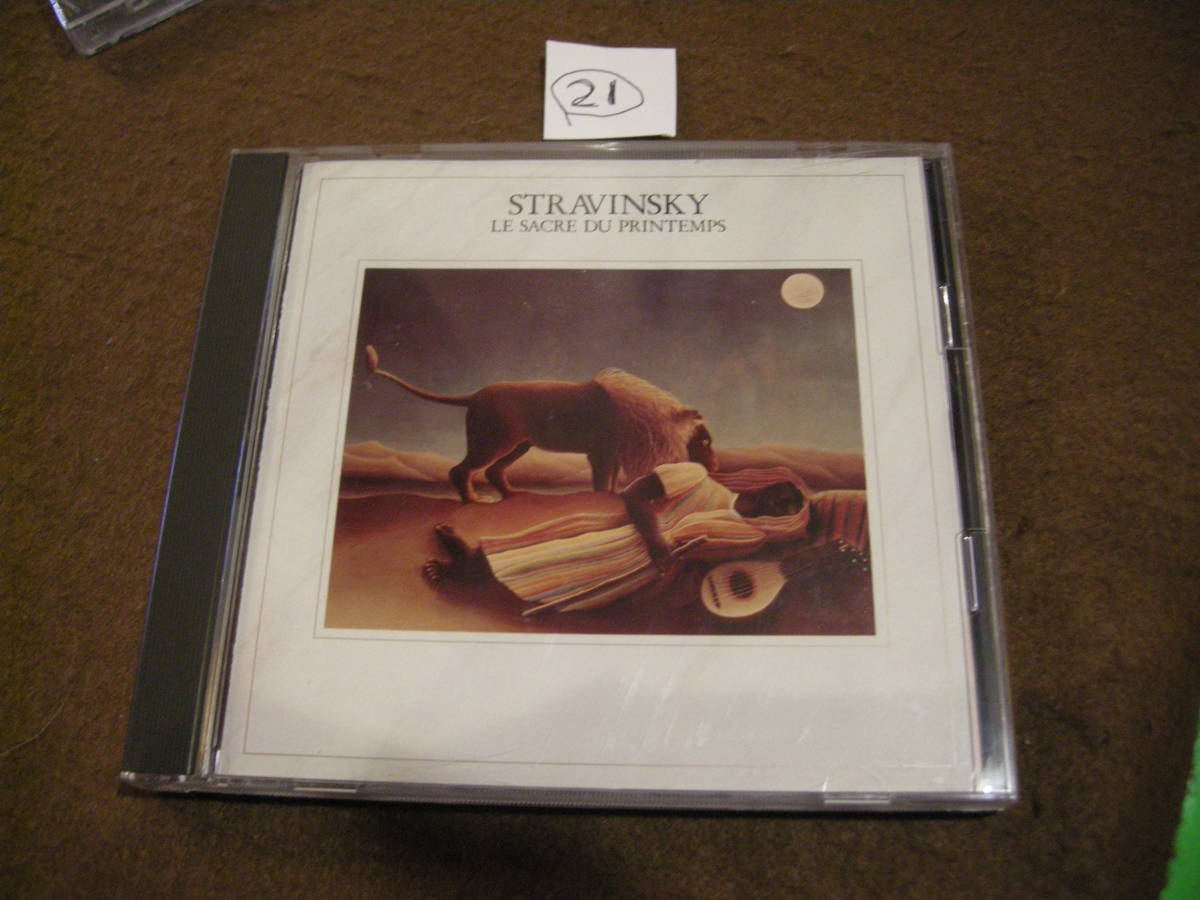 21
STRAVINSKY
LE SACRE DU PRINTEMPS